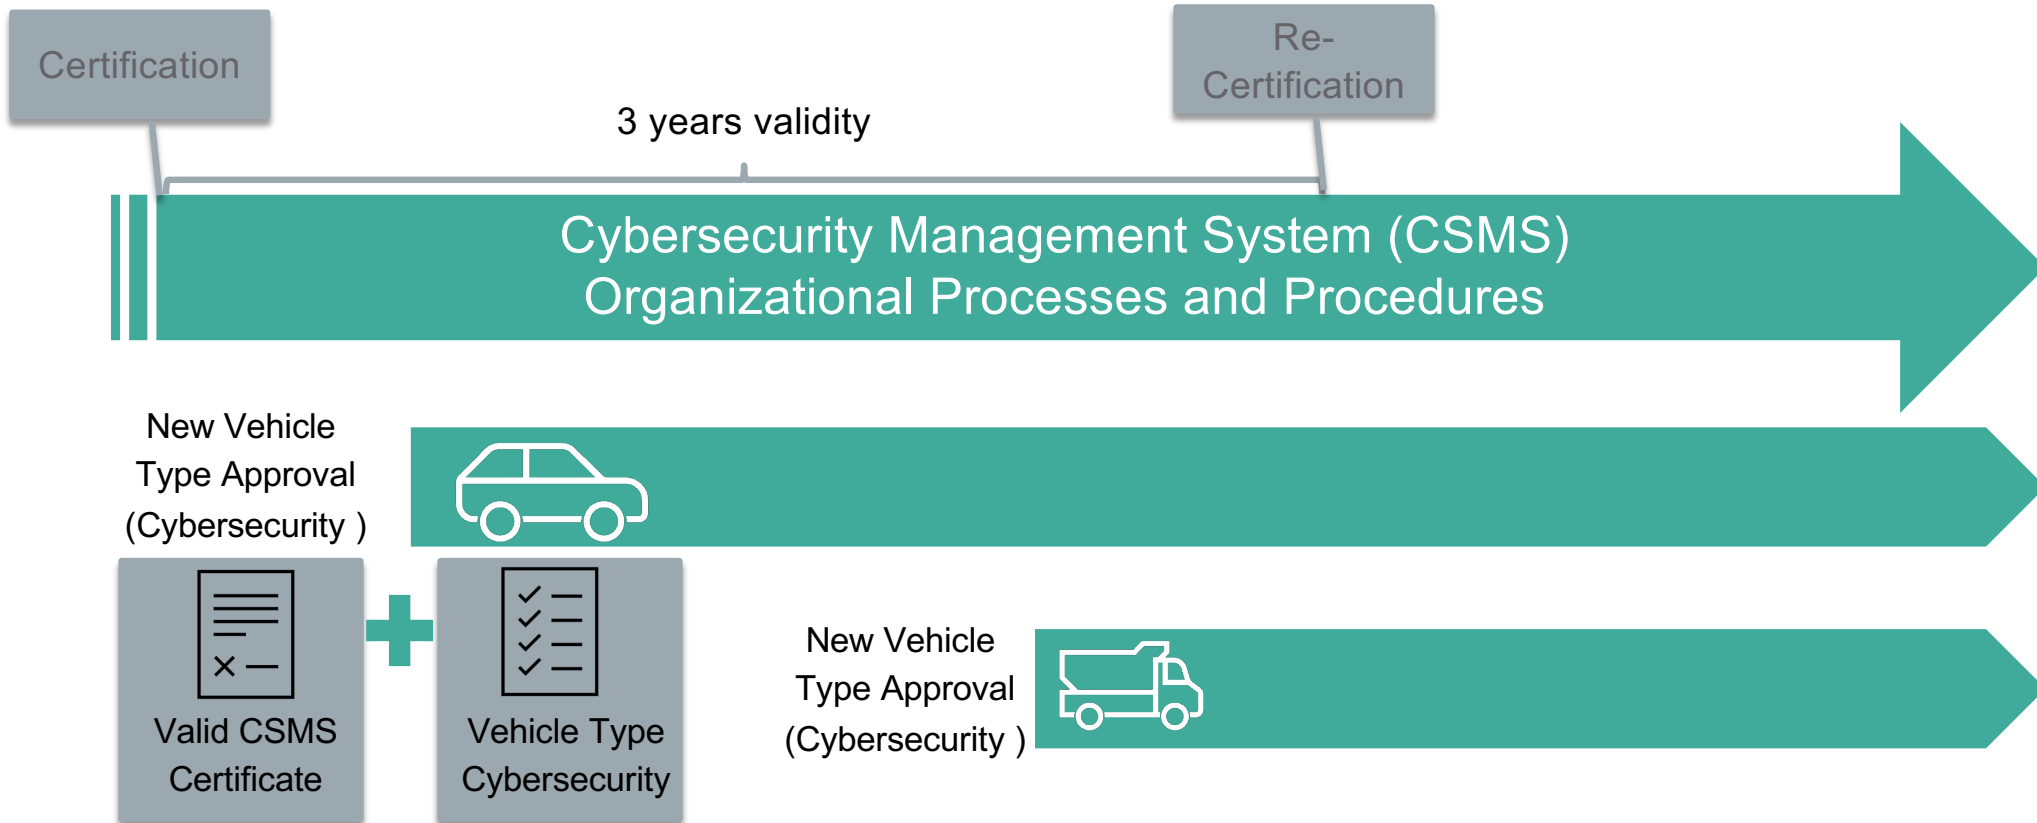 Certification
Re-
Certification
3 years validity
Cybersecurity Management System (CSMS)
Organizational Processes and Procedures
New Vehicle
Type Approval
(Cybersecurity )
Valid CSMS
Certificate
Vehicle Type
Cybersecurity
New Vehicle
Type Approval
(Cybersecurity )